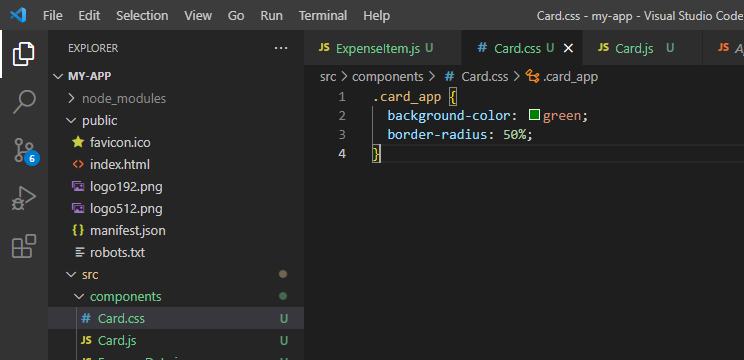 File Edit Selection View Go Run Terminal Help Card.css - my-app - Visual Studio Code
EXPLORER ...
JS ExpenseItem.js U # Card.css U × JS Card.js U
MY-APP
src > components > # Card.css > .card_app
node_modules
public
favicon.ico
<> index.html
logo192.png
logo512.png
{} manifest.json
robots.txt
src
components
# Card.css U
JS Card.js U
6
1 .card_app {
2 background-color: green;
3 border-radius: 50%;
4 }